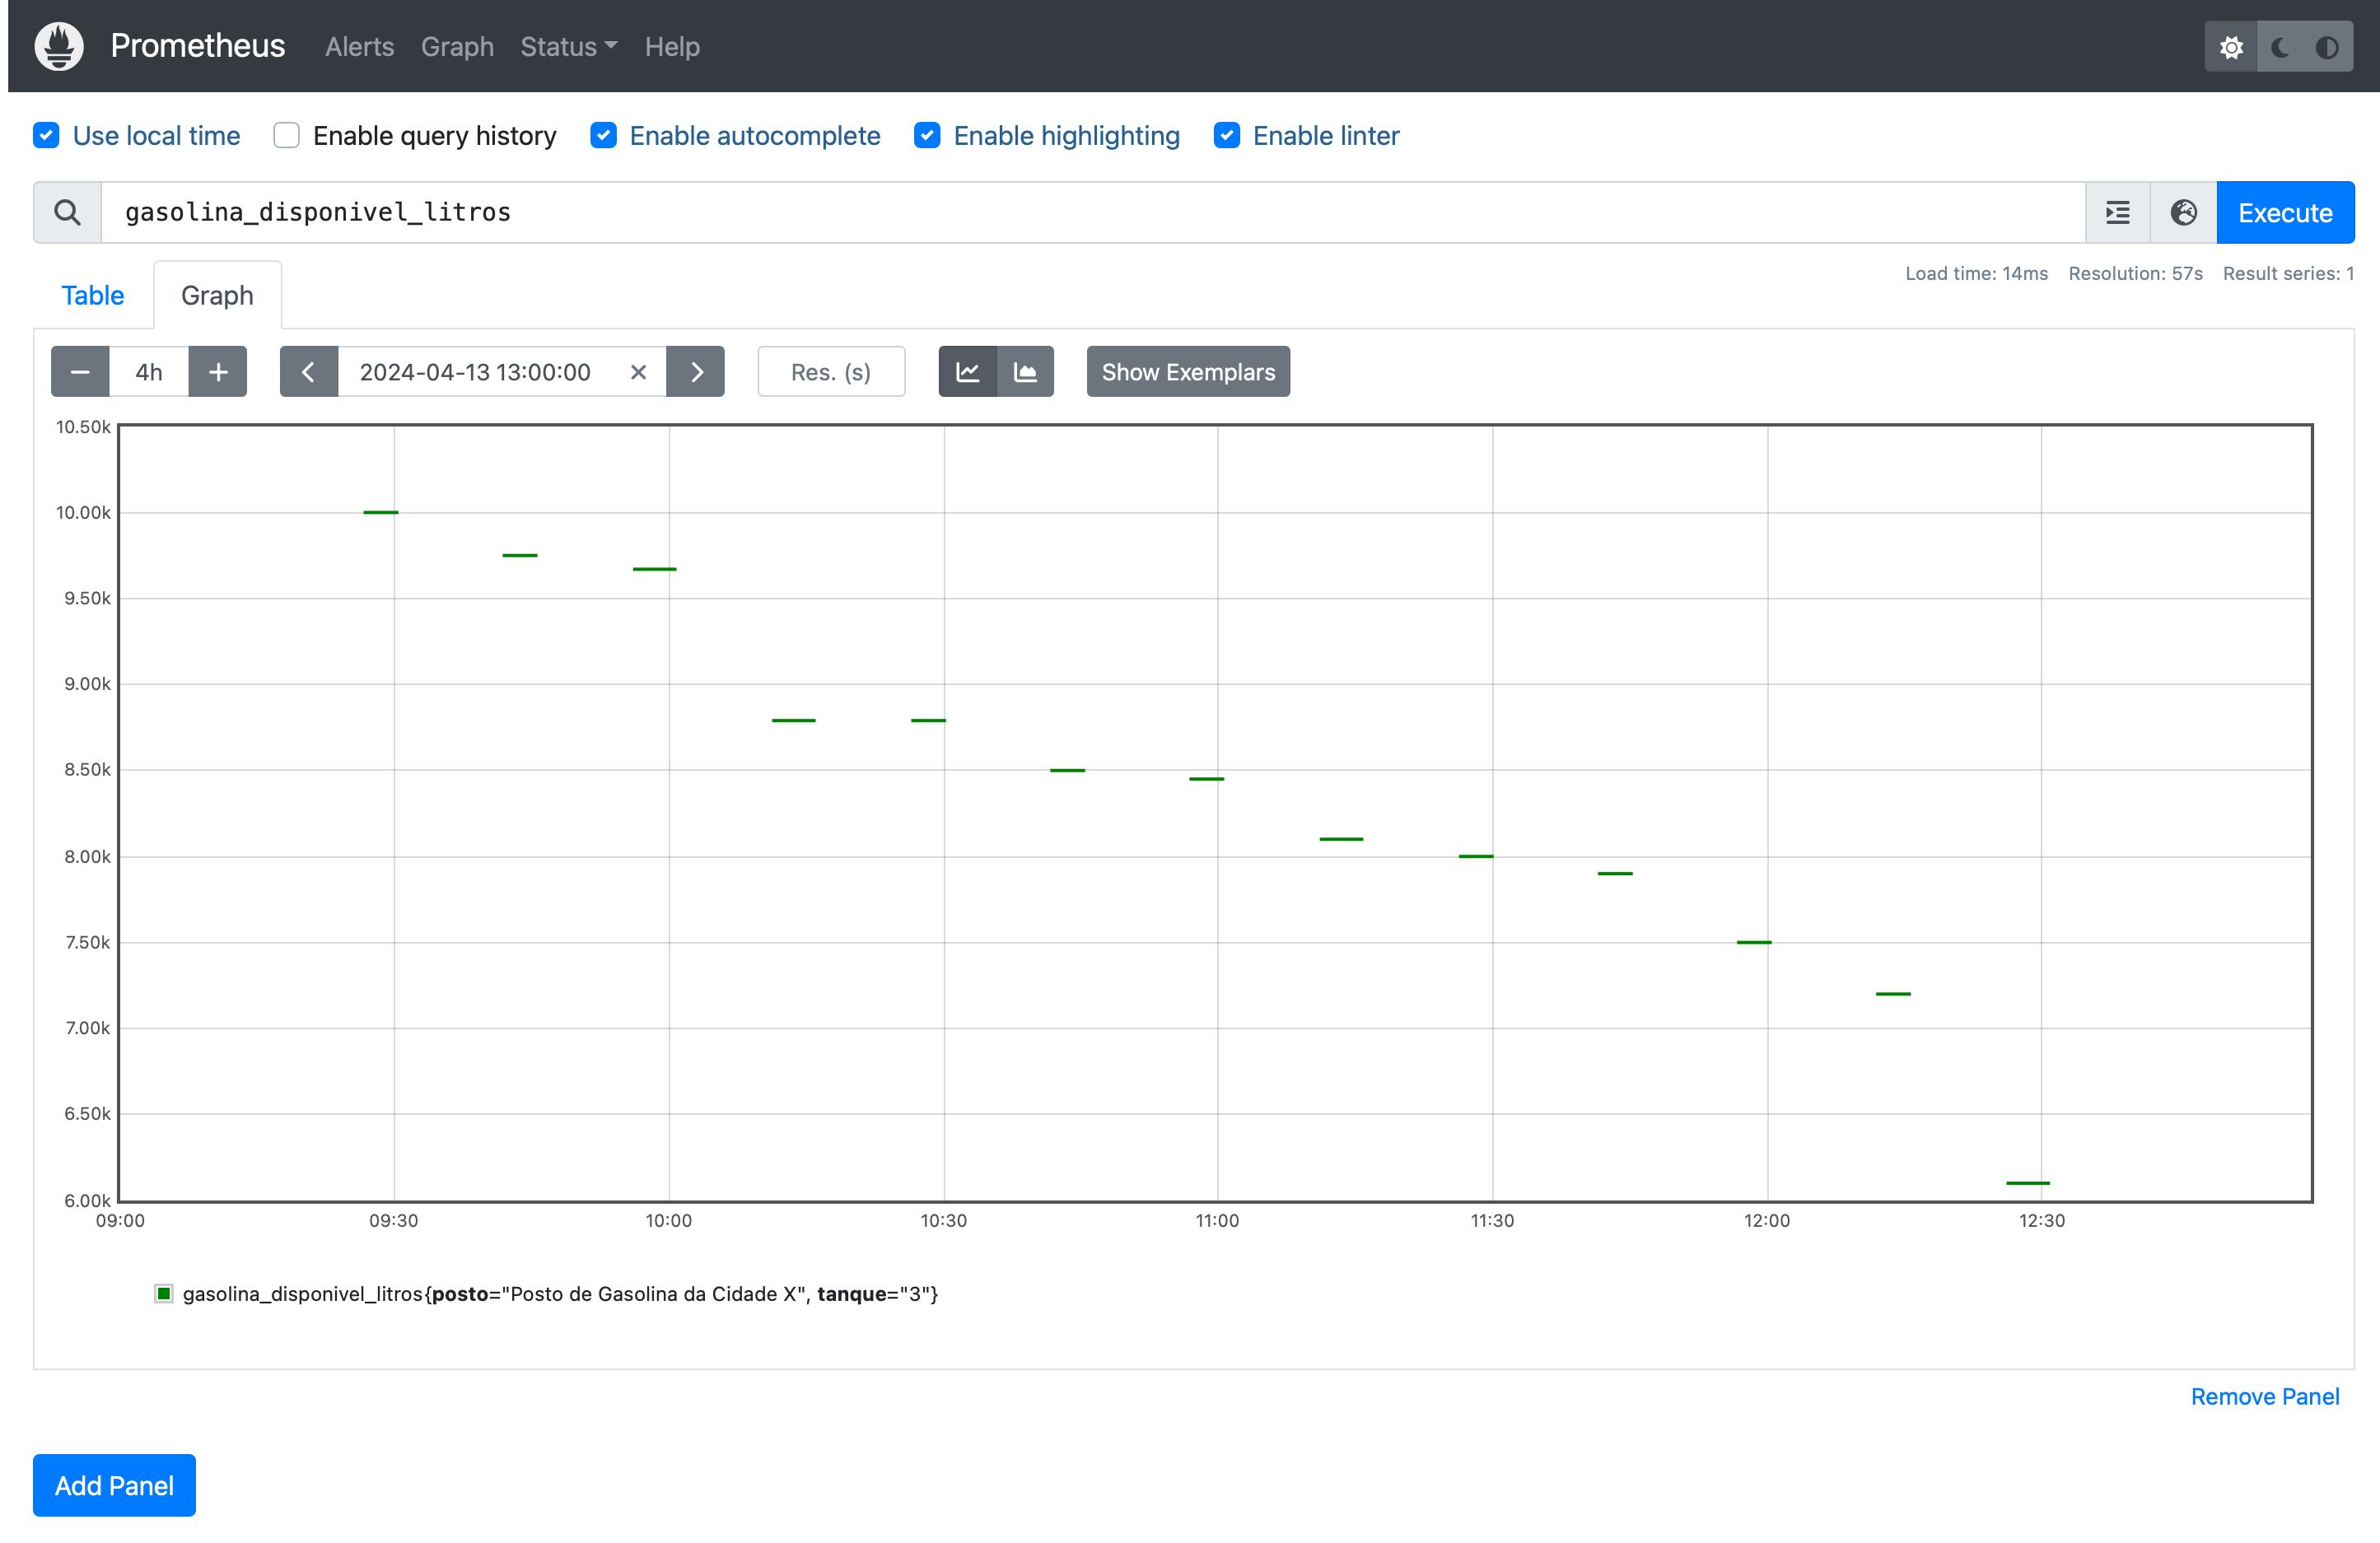 Prometheus Alerts Graph Status Help
Use local time Enable query history Enable autocomplete Enable highlighting Enable linter
gasolina_disponivel_litros Execute
Load time: 14ms Resolution: 57s Result series: 1
Table Graph
4h 2024-04-13 13:00:00 Res. (s) Show Exemplars
10.50k
10.00k
9.50k
9.00k
8.50k
8.00k
7.50k
7.00k
6.50k
6.00k
09:00 09:30 10:00 10:30 11:00 11:30 12:00 12:30
gasolina_disponivel_litros{posto="Posto de Gasolina da Cidade X", tanque="3"}
Remove Panel
Add Panel